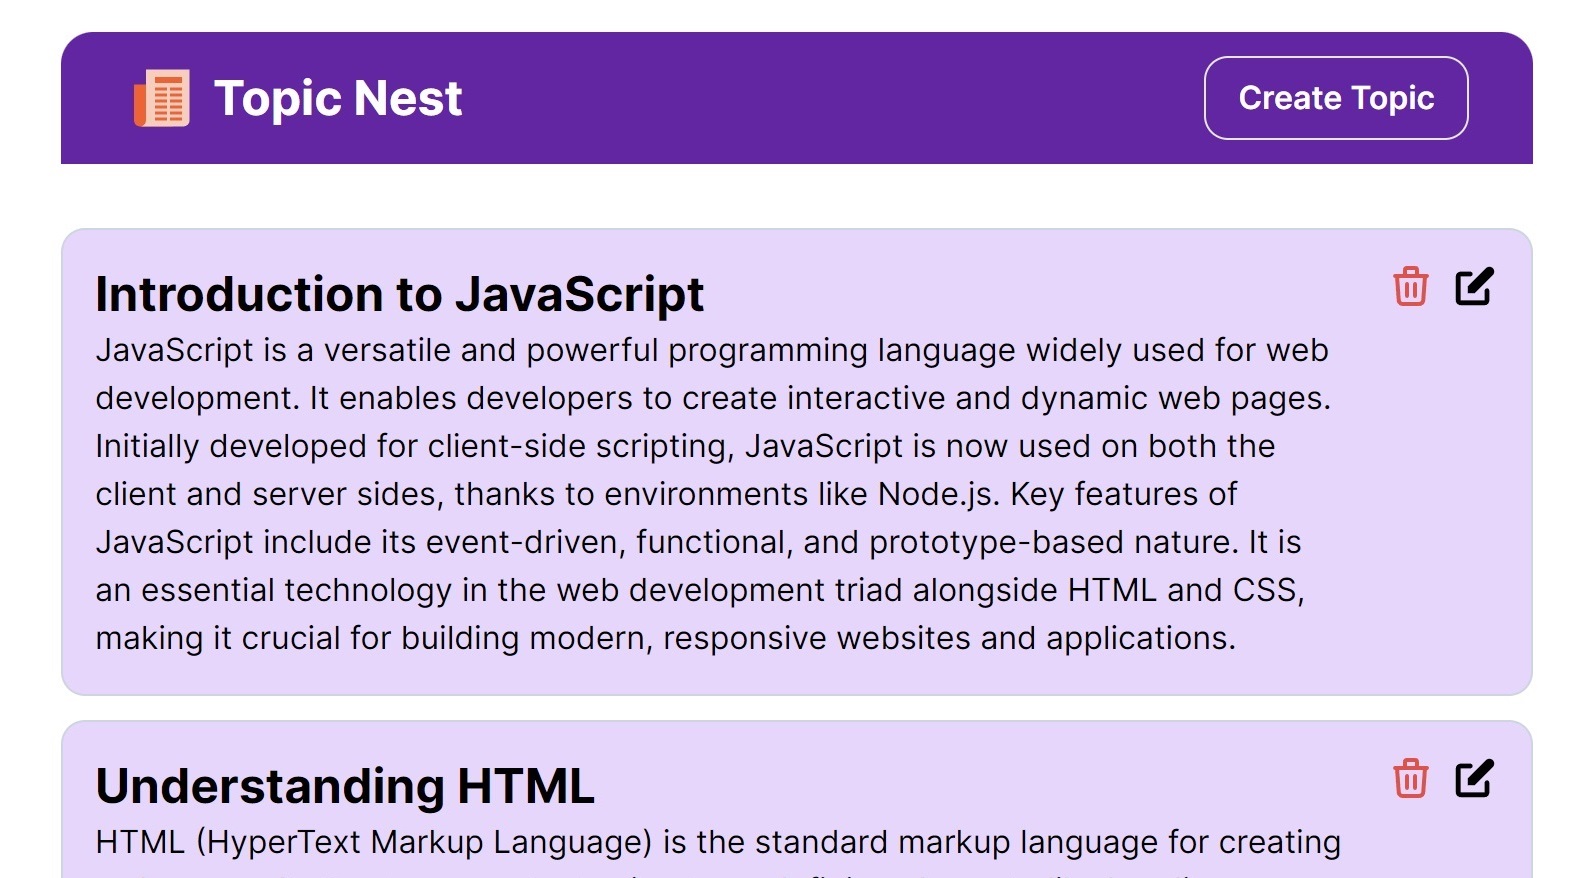 Topic Nest
Create Topic
Introduction to JavaScript
JavaScript is a versatile and powerful programming language widely used for web
development. It enables developers to create interactive and dynamic web pages.
Initially developed for client-side scripting, JavaScript is now used on both the
client and server sides, thanks to environments like Node.js. Key features of
JavaScript include its event-driven, functional, and prototype-based nature. It is
an essential technology in the web development triad alongside HTML and CSS,
making it crucial for building modern, responsive websites and applications.
Understanding HTML
HTML (HyperText Markup Language) is the standard markup language for creating